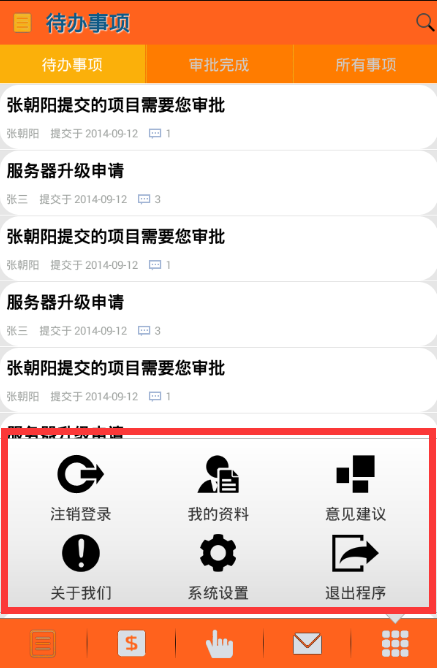 待办事项
待办事项 审批完成 所有事项
张朝阳提交的项目需要您审批
张朝阳 提交于 2014-09-12 1
服务器升级申请
张三 提交于 2014-09-12 3
张朝阳提交的项目需要您审批
张朝阳 提交于 2014-09-12 1
服务器升级申请
张三 提交于 2014-09-12 3
张朝阳提交的项目需要您审批
张朝阳 提交于 2014-09-12 1
服务器升级申请
注销登录 我的资料 意见建议
关于我们 系统设置 退出程序